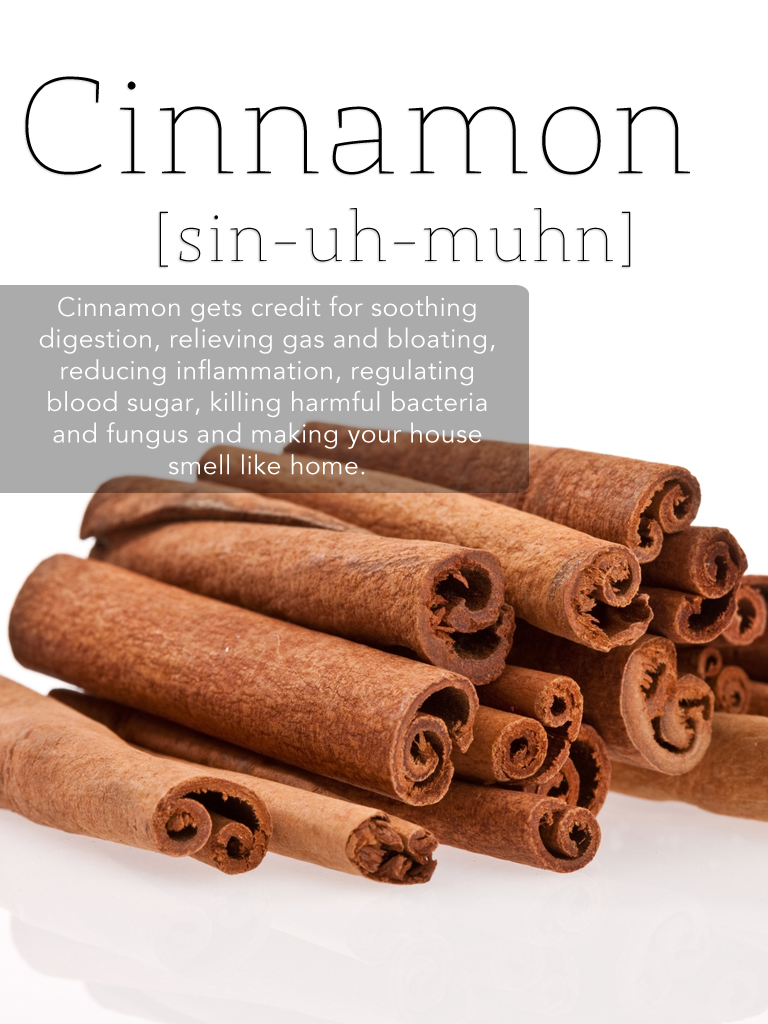 Cinnamon
[sin-uh-muhn]
Cinnamon gets credit for soothing
digestion, relieving gas and bloating,
reducing inflammation, regulating
blood sugar, killing harmful bacteria
and fungus and making your house
smell like home.